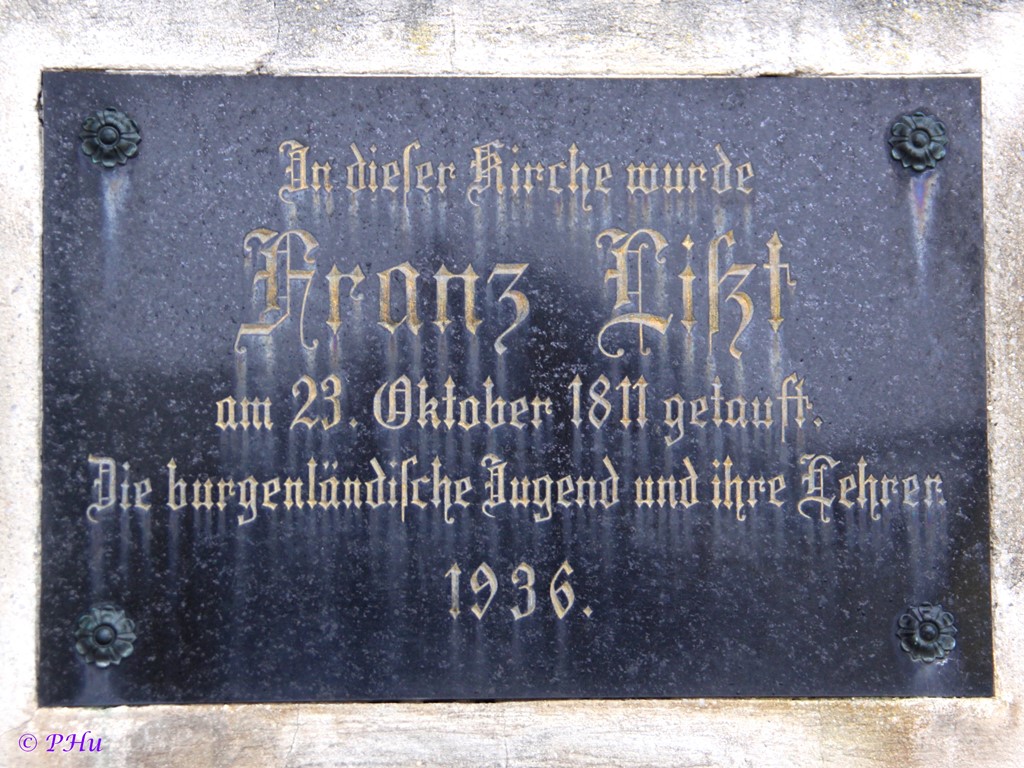 In dieſer Kirche wurde
Franz Liſzt
am 23. Oktober 1811 getauft.
Die burgenländiſche Jugend und ihre Lehrer.
1936.
© PHu